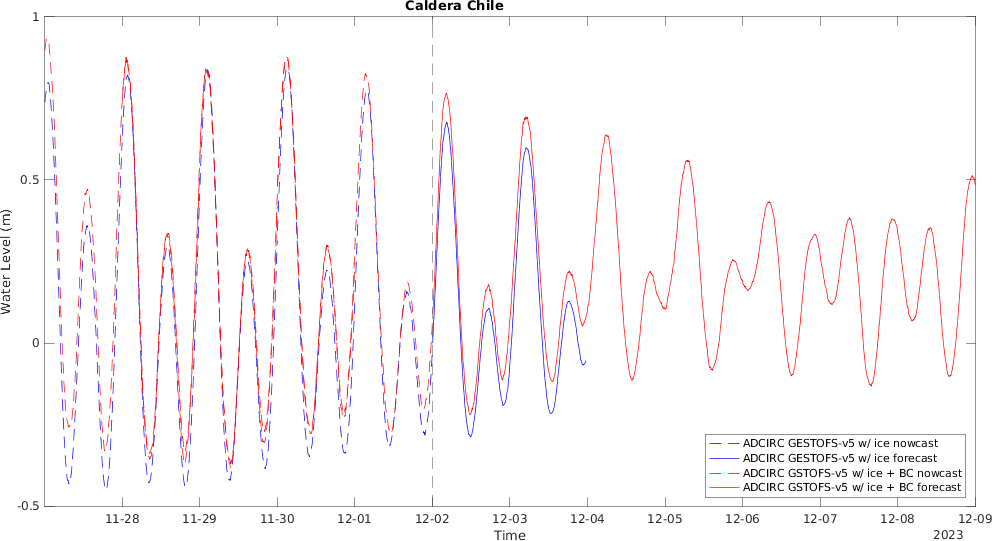 Caldera Chile
1
0.5
0
-0.5
Water Level (m)
ADCIRC GESTOFS-v5 w/ ice nowcast
ADCIRC GESTOFS-v5 w/ ice forecast
ADCIRC GSTOFS-v5 w/ ice + BC nowcast
ADCIRC GSTOFS-v5 w/ ice + BC forecast
11-28 11-29 11-30 12-01 12-02 12-03 12-04 12-05 12-06 12-07 12-08 12-09
Time
2023